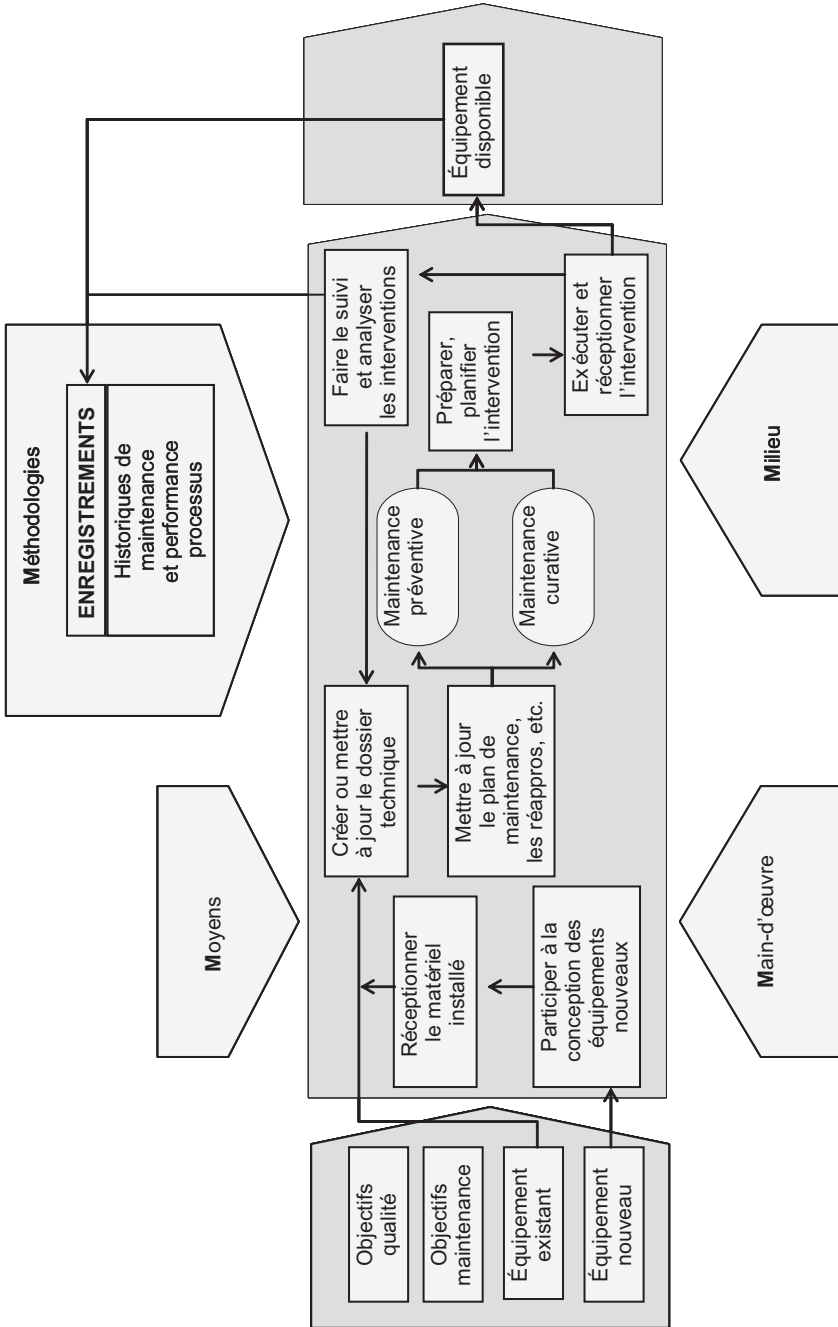 Moyens
Méthodologies
ENREGISTREMENTS
Historiques de
maintenance
et performance
processus
Objectifs
qualité
Objectifs
maintenance
Équipement
existant
Équipement
nouveau
Réceptionner
le matériel
installé
Participer à la
conception des
équipements
nouveaux
Créer ou mettre
à jour le dossier
technique
Mettre à jour
le plan de
maintenance,
les réappros, etc.
Maintenance
préventive
Maintenance
curative
Faire le suivi
et analyser
les interventions
Préparer,
planifier
l’intervention
Ex écuter et
réceptionner
l’intervention
Équipement
disponible
Main-d’œuvre
Milieu